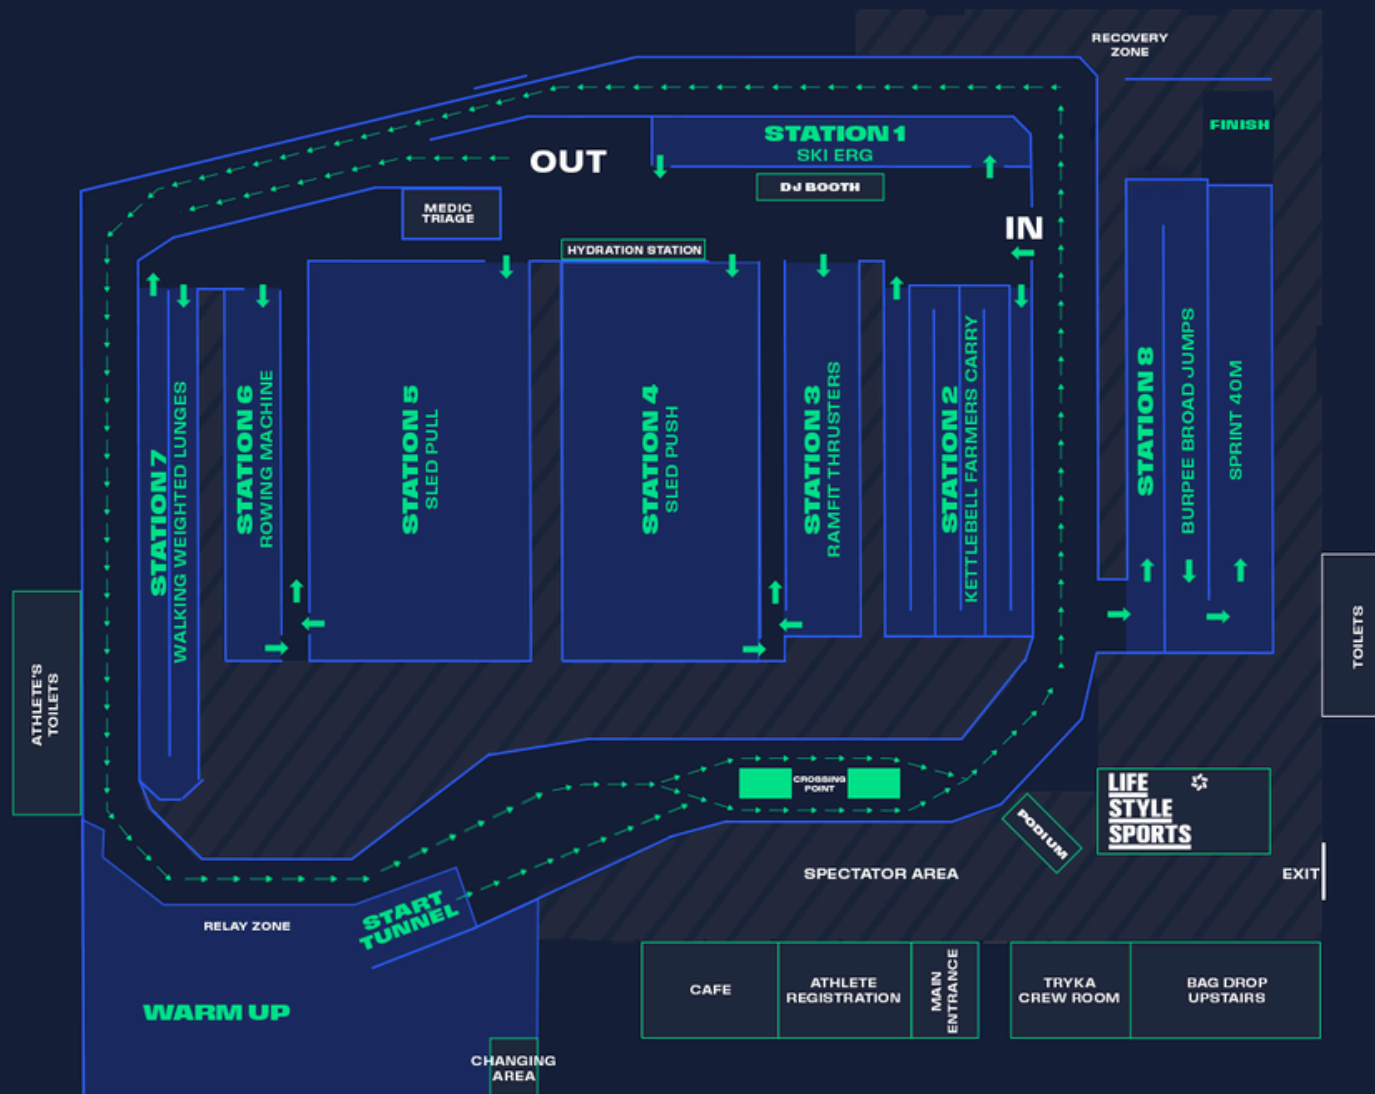 RECOVERY
ZONE
FINISH
STATION 1
SKI ERG
OUT
DJ BOOTH
MEDIC
TRIAGE
IN
HYDRATION STATION
STATION 7
WALKING WEIGHTED LUNGES
STATION 6
ROWING MACHINE
STATION 5
SLED PULL
STATION 4
SLED PUSH
STATION 3
RAMFIT THRUSTERS
STATION 2
KETTLEBELL FARMERS CARRY
STATION 8
BURPEE BROAD JUMPS
SPRINT 40M
ATHLETE'S
TOILETS
TOILETS
CROSSING
POINT
LIFE
STYLE
SPORTS
PODIUM
SPECTATOR AREA
EXIT
START
TUNNEL
RELAY ZONE
WARM UP
CAFE
ATHLETE
REGISTRATION
MAIN
ENTRANCE
TRYKA
CREW ROOM
BAG DROP
UPSTAIRS
CHANGING
AREA